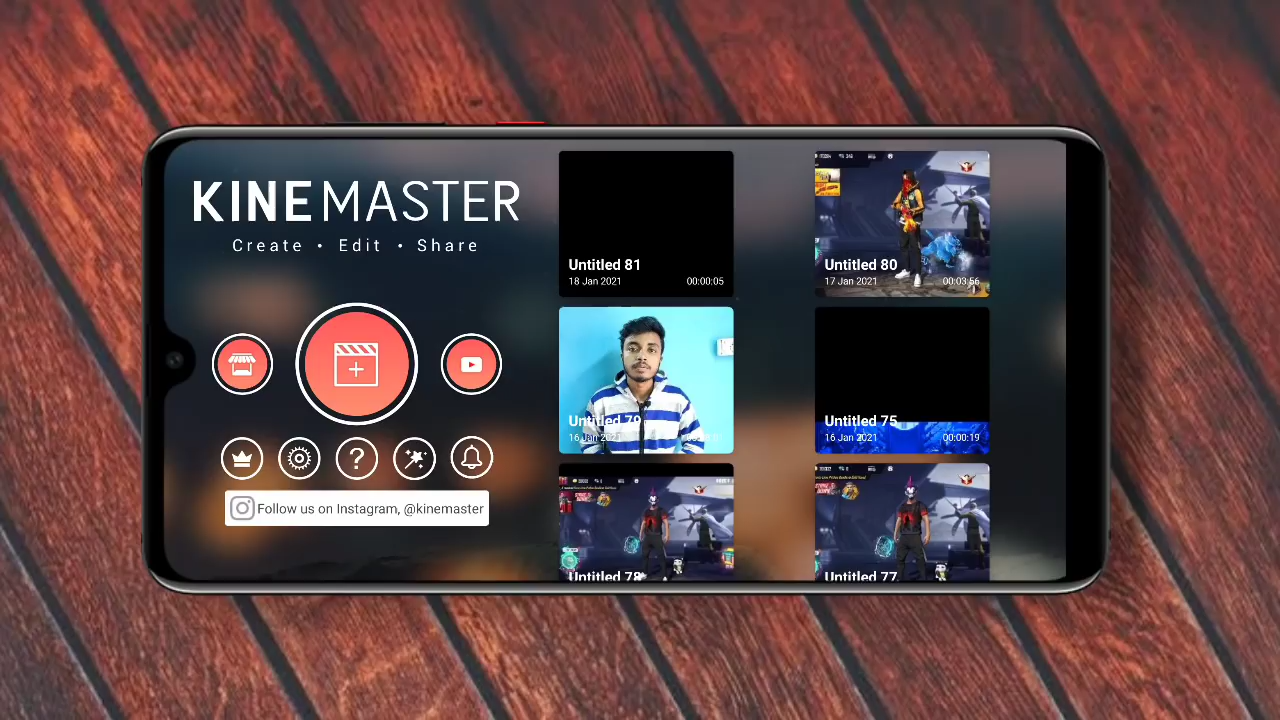 KINEMASTER
Create • Edit • Share
Follow us on Instagram, @kinemaster
Untitled 81
18 Jan 2021 00:00:05
Untitled 80
17 Jan 2021 00:03:56
Untitled 79
16 Jan 2021
Untitled 75
16 Jan 2021 00:00:19
Untitled 78
Untitled 77